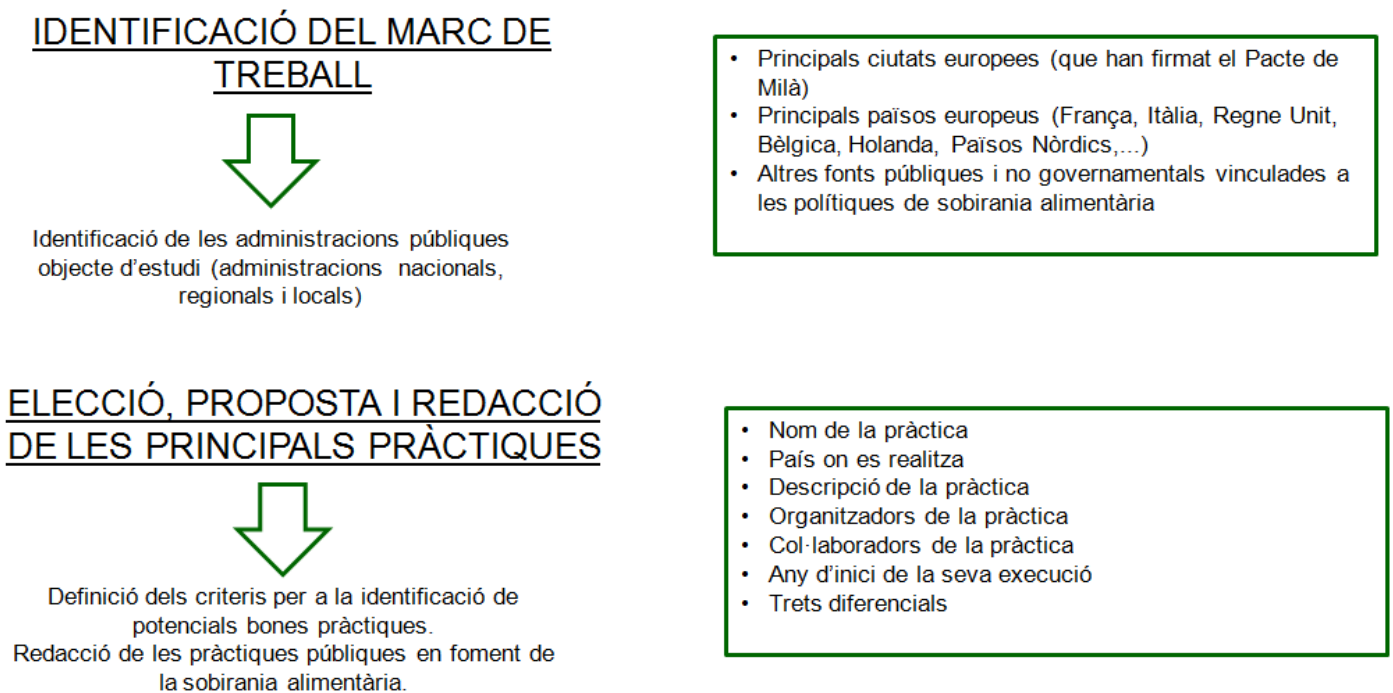 IDENTIFICACIÓ DEL MARC DE
TREBALL
Identificació de les administracions públiques
objecte d'estudi (administracions nacionals,
regionals i locals)
• Principals ciutats europees (que han firmat el Pacte de
Milà)
• Principals països europeus (França, Itàlia, Regne Unit,
Bèlgica, Holanda, Països Nòrdics,...)
• Altres fonts públiques i no governamentals vinculades a
les polítiques de sobirania alimentària
ELECCIÓ, PROPOSTA I REDACCIÓ
DE LES PRINCIPALS PRÀCTIQUES
Definició dels criteris per a la identificació de
potencials bones pràctiques.
Redacció de les pràctiques públiques en foment de
la sobirania alimentària.
• Nom de la pràctica
• País on es realitza
• Descripció de la pràctica
• Organitzadors de la pràctica
• Col·laboradors de la pràctica
• Any d'inici de la seva execució
• Trets diferencials